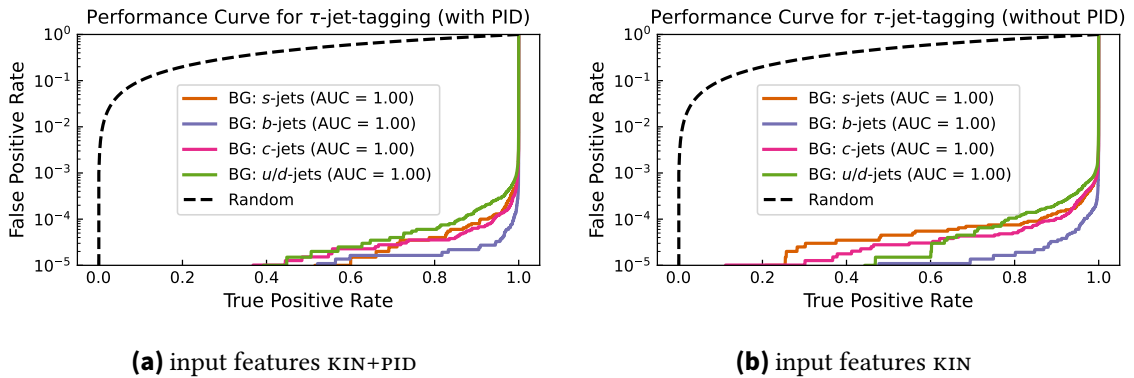 Performance Curve for τ-jet-tagging (with PID)
False Positive Rate
10⁰
10⁻¹
10⁻²
10⁻³
10⁻⁴
10⁻⁵
BG: s-jets (AUC = 1.00)
BG: b-jets (AUC = 1.00)
BG: c-jets (AUC = 1.00)
BG: u/d-jets (AUC = 1.00)
Random
0.0 0.2 0.4 0.6 0.8 1.0
True Positive Rate
(a) input features KIN+PID
Performance Curve for τ-jet-tagging (without PID)
False Positive Rate
10⁰
10⁻¹
10⁻²
10⁻³
10⁻⁴
10⁻⁵
BG: s-jets (AUC = 1.00)
BG: b-jets (AUC = 1.00)
BG: c-jets (AUC = 1.00)
BG: u/d-jets (AUC = 1.00)
Random
0.0 0.2 0.4 0.6 0.8 1.0
True Positive Rate
(b) input features KIN